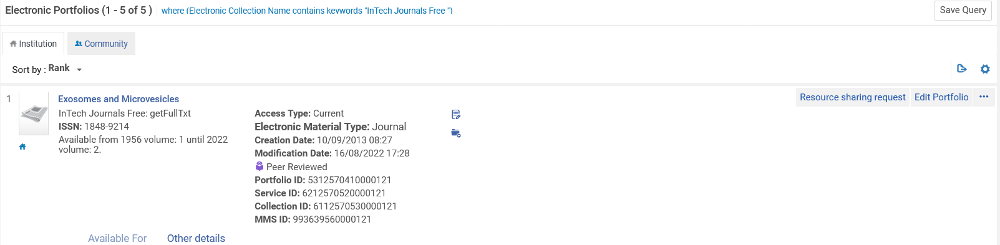 Electronic Portfolios (1 - 5 of 5 ) where (Electronic Collection Name contains keywords "InTech Journals Free ")
Save Query
Institution Community
Sort by : Rank
1 Exosomes and Microvesicles
Resource sharing request Edit Portfolio
InTech Journals Free: getFullTxt
ISSN: 1848-9214
Available from 1956 volume: 1 until 2022
volume: 2.
Access Type: Current
Electronic Material Type: Journal
Creation Date: 10/09/2013 08:27
Modification Date: 16/08/2022 17:28
Peer Reviewed
Portfolio ID: 5312570410000121
Service ID: 6212570520000121
Collection ID: 6112570530000121
MMS ID: 993639560000121
Available For Other details